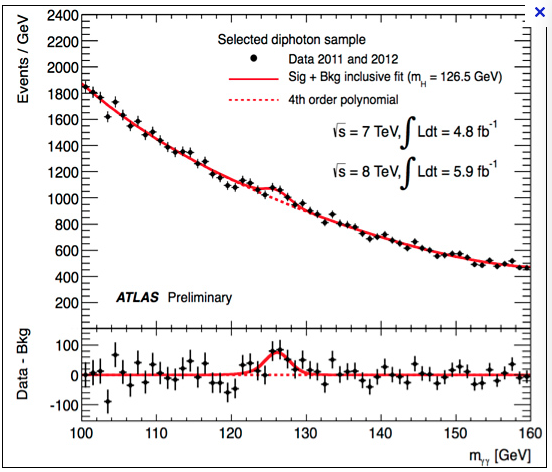 Events / GeV
2400
2200
2000
1800
1600
1400
1200
1000
800
600
400
200
Selected diphoton sample
Data 2011 and 2012
Sig + Bkg inclusive fit (m_H = 126.5 GeV)
4th order polynomial
√s = 7 TeV, ∫ Ldt = 4.8 fb⁻¹
√s = 8 TeV, ∫ Ldt = 5.9 fb⁻¹
ATLAS Preliminary
Data - Bkg
100
0
-100
100 110 120 130 140 150 160
m_γγ [GeV]